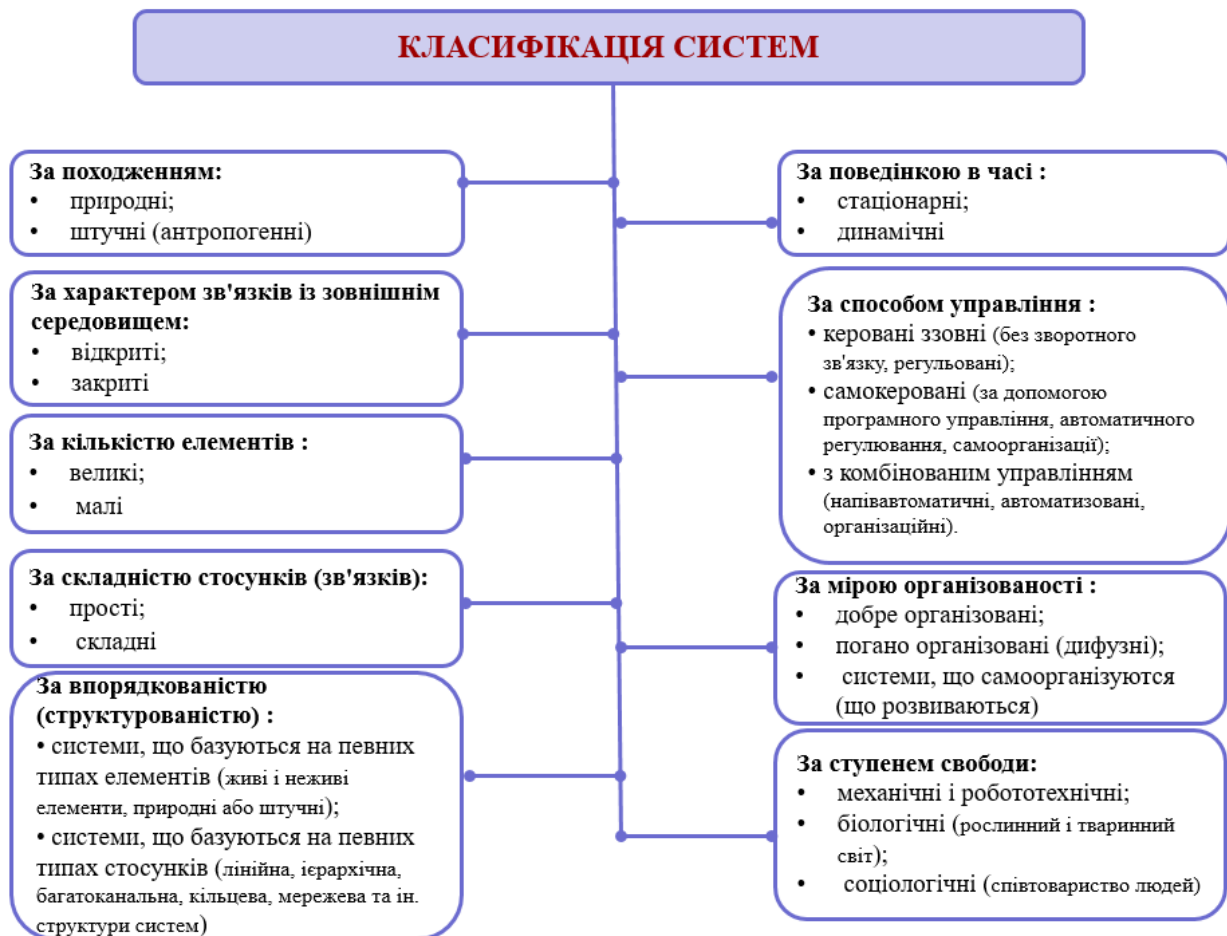 КЛАСИФІКАЦІЯ СИСТЕМ
За походженням:
• природні;
• штучні (антропогенні)
За характером зв'язків із зовнішнім
середовищем:
• відкриті;
• закриті
За кількістю елементів :
• великі;
• малі
За складністю стосунків (зв'язків):
• прості;
• складні
За впорядкованістю
(структурованістю) :
• системи, що базуються на певних
типах елементів (живі і неживі
елементи, природні або штучні);
• системи, що базуються на певних
типах стосунків (лінійна, ієрархічна,
багатоканальна, кільцева, мережева та ін.
структури систем)
За поведінкою в часі :
• стаціонарні;
• динамічні
За способом управління :
• керовані ззовні (без зворотного
зв'язку, регульовані);
• самокеровані (за допомогою
програмного управління, автоматичного
регулювання, самоорганізації);
• з комбінованим управлінням
(напівавтоматичні, автоматизовані,
організаційні).
За мірою організованості :
• добре організовані;
• погано організовані (дифузні);
• системи, що самоорганізуются
(що розвиваються)
За ступенем свободи:
• механічні і робототехнічні;
• біологічні (рослинний і тваринний
світ);
• соціологічні (співтовариство людей)